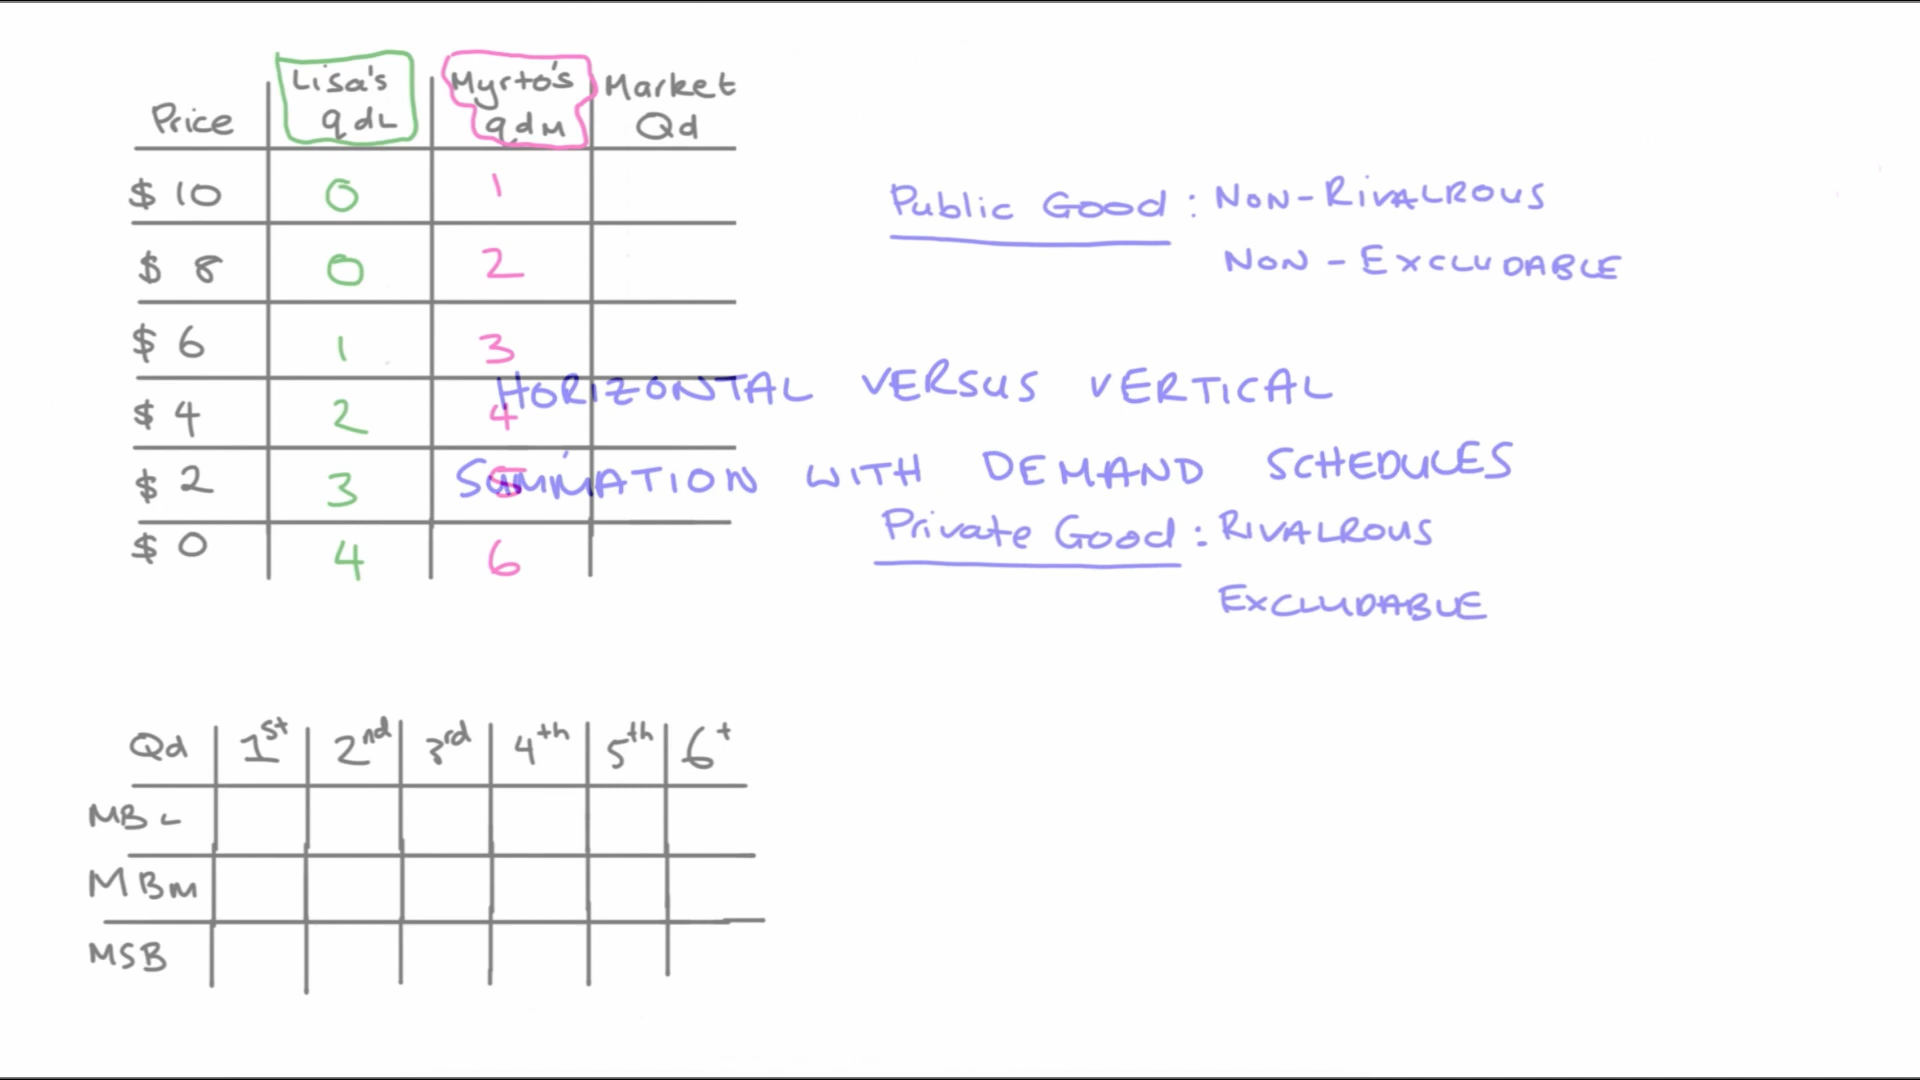 Price Lisa's qdL Myrto's qdM Market Qd
$ 10 0 1
$ 8 0 2
$ 6 1 3
$ 4 2 4
$ 2 3 5
$ 0 4 6
Public Good : NON-RIVALROUS
NON-EXCLUDABLE
HORIZONTAL VERSUS VERTICAL
SUMMATION WITH DEMAND SCHEDULES
Private Good : RIVALROUS
EXCLUDABLE
Qd 1st 2nd 3rd 4th 5th 6+
MBL
MBM
MSB